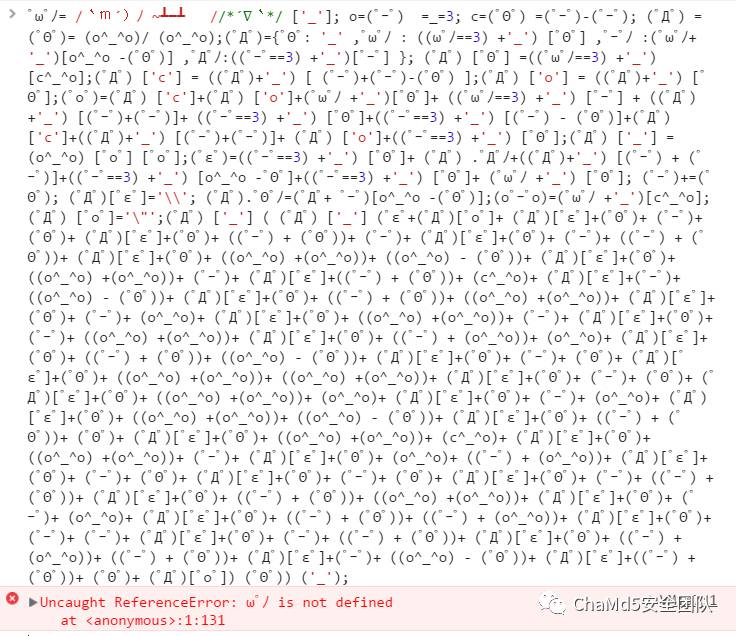 ﾟωﾟﾉ= /｀ｍ´）ﾉ ~┻━┻   //*´∇｀*/ ['_']; o=(ﾟｰﾟ)  =_=3; c=(ﾟΘﾟ) =(ﾟｰﾟ)-(ﾟｰﾟ); (ﾟДﾟ) =
(ﾟΘﾟ)= (o^_^o)/ (o^_^o);(ﾟДﾟ)={ﾟΘﾟ: '_' ,ﾟωﾟﾉ : ((ωﾟﾉ==3) +'_') [ﾟΘﾟ] ,ﾟｰﾟﾉ :(ωﾟﾉ+
'_')[o^_^o -(ﾟΘﾟ)] ,ﾟДﾟﾉ:((ﾟｰﾟ==3) +'_')[ﾟｰﾟ] }; (ﾟДﾟ) [ﾟΘﾟ] =((ωﾟﾉ==3) +'_')
[c^_^o];(ﾟДﾟ) ['c'] = ((ﾟДﾟ)+'_') [ (ﾟｰﾟ)+(ﾟｰﾟ)-(ﾟΘﾟ) ];(ﾟДﾟ) ['o'] = ((ﾟДﾟ)+'_') [ﾟ
Θﾟ];(ﾟoﾟ)=(ﾟДﾟ) ['c']+(ﾟДﾟ) ['o']+(ωﾟﾉ +'_')[ﾟΘﾟ]+ ((ωﾟﾉ==3) +'_') [ﾟｰﾟ] + ((ﾟДﾟ)
+'_') [(ﾟｰﾟ)+(ﾟｰﾟ)]+ ((ﾟｰﾟ==3) +'_') [ﾟΘﾟ]+((ﾟｰﾟ==3) +'_') [(ﾟｰﾟ) - (ﾟΘﾟ)]+(ﾟДﾟ)
['c']+((ﾟДﾟ)+'_') [(ﾟｰﾟ)+(ﾟｰﾟ)]+ (ﾟДﾟ) ['o']+((ﾟｰﾟ==3) +'_') [ﾟΘﾟ];(ﾟДﾟ) ['_'] =
(o^_^o) [ﾟoﾟ] [ﾟoﾟ];(ﾟεﾟ)=((ﾟｰﾟ==3) +'_') [ﾟΘﾟ]+ (ﾟДﾟ) .ﾟДﾟﾉ+((ﾟДﾟ)+'_') [(ﾟｰﾟ) + (ﾟ
ｰﾟ)]+((ﾟｰﾟ==3) +'_') [o^_^o -ﾟΘﾟ]+((ﾟｰﾟ==3) +'_') [ﾟΘﾟ]+ (ωﾟﾉ +'_') [ﾟΘﾟ]; (ﾟｰﾟ)+=(ﾟ
Θﾟ); (ﾟДﾟ)[ﾟεﾟ]='\\'; (ﾟДﾟ).ﾟΘﾟﾉ=(ﾟДﾟ+ ﾟｰﾟ)[o^_^o -(ﾟΘﾟ)];(oﾟｰﾟo)=(ωﾟﾉ +'_')[c^_^o];
(ﾟДﾟ) [ﾟoﾟ]='\"';(ﾟДﾟ) ['_'] ( (ﾟДﾟ) ['_'] (ﾟεﾟ+(ﾟДﾟ)[ﾟoﾟ]+ (ﾟДﾟ)[ﾟεﾟ]+(ﾟΘﾟ)+ (ﾟｰﾟ)+
(ﾟΘﾟ)+ (ﾟДﾟ)[ﾟεﾟ]+(ﾟΘﾟ)+ ((ﾟｰﾟ) + (ﾟΘﾟ))+ (ﾟｰﾟ)+ (ﾟДﾟ)[ﾟεﾟ]+(ﾟΘﾟ)+ (ﾟｰﾟ)+ ((ﾟｰﾟ) + (ﾟ
Θﾟ))+ (ﾟДﾟ)[ﾟεﾟ]+(ﾟΘﾟ)+ ((o^_^o) +(o^_^o))+ ((o^_^o) - (ﾟΘﾟ))+ (ﾟДﾟ)[ﾟεﾟ]+(ﾟΘﾟ)+
((o^_^o) +(o^_^o))+ (ﾟｰﾟ)+ (ﾟДﾟ)[ﾟεﾟ]+((ﾟｰﾟ) + (ﾟΘﾟ))+ (c^_^o)+ (ﾟДﾟ)[ﾟεﾟ]+(ﾟｰﾟ)+
((o^_^o) - (ﾟΘﾟ))+ (ﾟДﾟ)[ﾟεﾟ]+(ﾟΘﾟ)+ ((ﾟｰﾟ) + (ﾟΘﾟ))+ ((o^_^o) +(o^_^o))+ (ﾟДﾟ)[ﾟεﾟ]+
(ﾟΘﾟ)+ (ﾟｰﾟ)+ (o^_^o)+ (ﾟДﾟ)[ﾟεﾟ]+(ﾟΘﾟ)+ ((o^_^o) +(o^_^o))+ (ﾟｰﾟ)+ (ﾟДﾟ)[ﾟεﾟ]+(ﾟΘﾟ)+
(ﾟｰﾟ)+ ((o^_^o) +(o^_^o))+ (ﾟДﾟ)[ﾟεﾟ]+(ﾟΘﾟ)+ ((ﾟｰﾟ) + (o^_^o))+ (o^_^o)+ (ﾟДﾟ)[ﾟεﾟ]+
(ﾟΘﾟ)+ ((ﾟｰﾟ) + (ﾟΘﾟ))+ ((o^_^o) - (ﾟΘﾟ))+ (ﾟДﾟ)[ﾟεﾟ]+(ﾟΘﾟ)+ (ﾟｰﾟ)+ (ﾟΘﾟ)+ (ﾟДﾟ)[ﾟ
εﾟ]+(ﾟΘﾟ)+ ((o^_^o) +(o^_^o))+ ((o^_^o) +(o^_^o))+ (ﾟДﾟ)[ﾟεﾟ]+(ﾟΘﾟ)+ (ﾟｰﾟ)+ (ﾟΘﾟ)+ (ﾟ
Дﾟ)[ﾟεﾟ]+(ﾟΘﾟ)+ ((o^_^o) +(o^_^o))+ (o^_^o)+ (ﾟДﾟ)[ﾟεﾟ]+(ﾟΘﾟ)+ (ﾟｰﾟ)+ (o^_^o)+ (ﾟДﾟ)
[ﾟεﾟ]+(ﾟΘﾟ)+ ((o^_^o) +(o^_^o))+ ((o^_^o) - (ﾟΘﾟ))+ (ﾟДﾟ)[ﾟεﾟ]+(ﾟΘﾟ)+ ((ﾟｰﾟ) + (ﾟ
Θﾟ))+ (ﾟΘﾟ)+ (ﾟДﾟ)[ﾟεﾟ]+(ﾟΘﾟ)+ ((o^_^o) +(o^_^o))+ (c^_^o)+ (ﾟДﾟ)[ﾟεﾟ]+(ﾟΘﾟ)+
((o^_^o) +(o^_^o))+ (ﾟｰﾟ)+ (ﾟДﾟ)[ﾟεﾟ]+(ﾟΘﾟ)+ (o^_^o)+ ((ﾟｰﾟ) + (o^_^o))+ (ﾟДﾟ)[ﾟεﾟ]+
(ﾟΘﾟ)+ (ﾟｰﾟ)+ (ﾟΘﾟ)+ (ﾟДﾟ)[ﾟεﾟ]+(ﾟΘﾟ)+ (ﾟｰﾟ)+ (ﾟΘﾟ)+ (ﾟДﾟ)[ﾟεﾟ]+(ﾟΘﾟ)+ (ﾟｰﾟ)+ ((ﾟｰﾟ) +
(ﾟΘﾟ))+ (ﾟДﾟ)[ﾟεﾟ]+(ﾟΘﾟ)+ ((ﾟｰﾟ) + (ﾟΘﾟ))+ ((o^_^o) +(o^_^o))+ (ﾟДﾟ)[ﾟεﾟ]+(ﾟΘﾟ)+ (ﾟ
ｰﾟ)+ (o^_^o)+ (ﾟДﾟ)[ﾟεﾟ]+(ﾟΘﾟ)+ ((ﾟｰﾟ) + (ﾟΘﾟ))+ ((ﾟｰﾟ) + (o^_^o))+ (ﾟДﾟ)[ﾟεﾟ]+(ﾟΘﾟ)+
(ﾟｰﾟ)+ (ﾟｰﾟ)+ (ﾟДﾟ)[ﾟεﾟ]+(ﾟΘﾟ)+ (ﾟｰﾟ)+ ((ﾟｰﾟ) + (ﾟΘﾟ))+ (ﾟДﾟ)[ﾟεﾟ]+(ﾟΘﾟ)+ ((ﾟｰﾟ) +
(o^_^o))+ ((ﾟｰﾟ) + (ﾟΘﾟ))+ (ﾟДﾟ)[ﾟεﾟ]+(ﾟｰﾟ)+ ((o^_^o) - (ﾟΘﾟ))+ (ﾟДﾟ)[ﾟεﾟ]+((ﾟｰﾟ) +
(ﾟΘﾟ))+ (ﾟΘﾟ)+ (ﾟДﾟ)[ﾟoﾟ]) (ﾟΘﾟ)) ('_');
Uncaught ReferenceError: ωﾟﾉ is not defined
at <anonymous>:1:131
ChaMd5安全团队